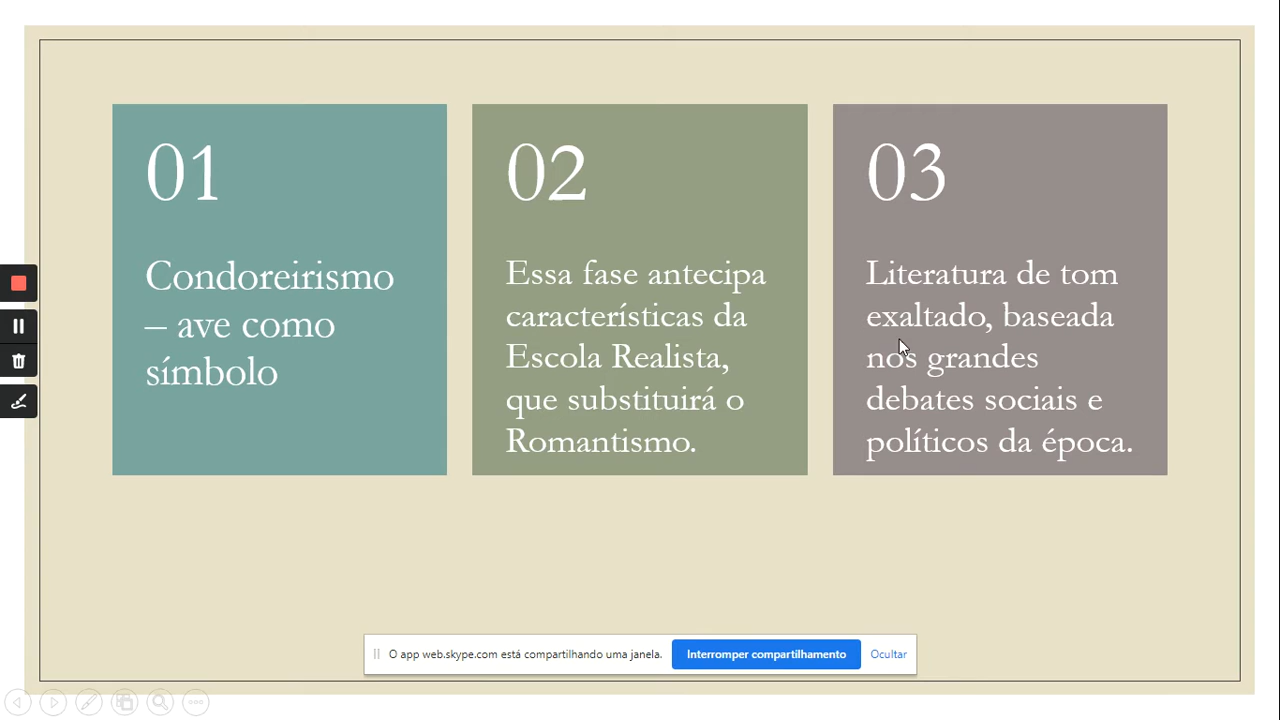 01
Condoreirismo
– ave como
símbolo
02
Essa fase antecipa
características da
Escola Realista,
que substituirá o
Romantismo.
03
Literatura de tom
exaltado, baseada
nos grandes
debates sociais e
políticos da época.
O app web.skype.com está compartilhando uma janela. Interromper compartilhamento Ocultar